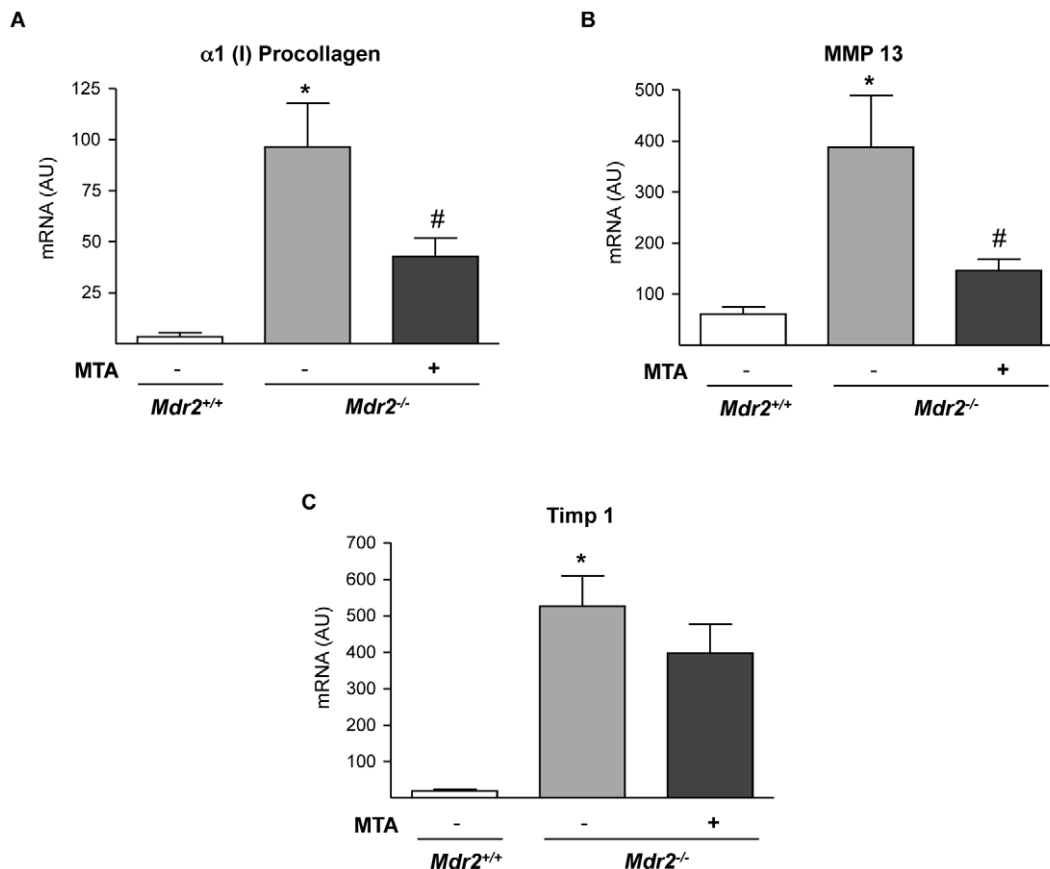 A
α1 (I) Procollagen
mRNA (AU)
125
100
75
50
25
*
#
MTA
- - +
Mdr2+/+ Mdr2-/-
B
MMP 13
mRNA (AU)
500
400
300
200
100
*
#
MTA
- - +
Mdr2+/+ Mdr2-/-
C
Timp 1
mRNA (AU)
700
600
500
400
300
200
100
*
MTA
- - +
Mdr2+/+ Mdr2-/-